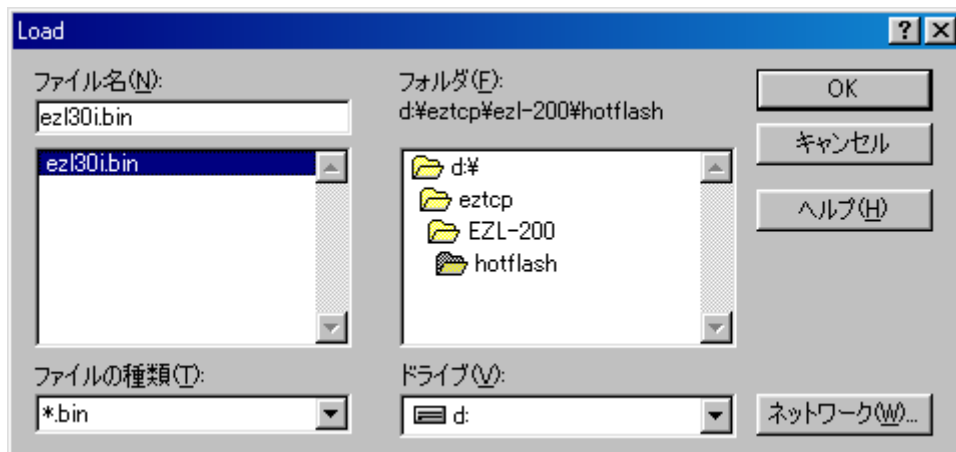 Load
ファイル名(N):
ezl30i.bin
ezl30i.bin
ファイルの種類(T):
*.bin
フォルダ(F):
d:¥eztcp¥ezl-200¥hotflash
d:¥
eztcp
EZL-200
hotflash
ドライブ(V):
d:
OK
キャンセル
ヘルプ(H)
ネットワーク(W)...